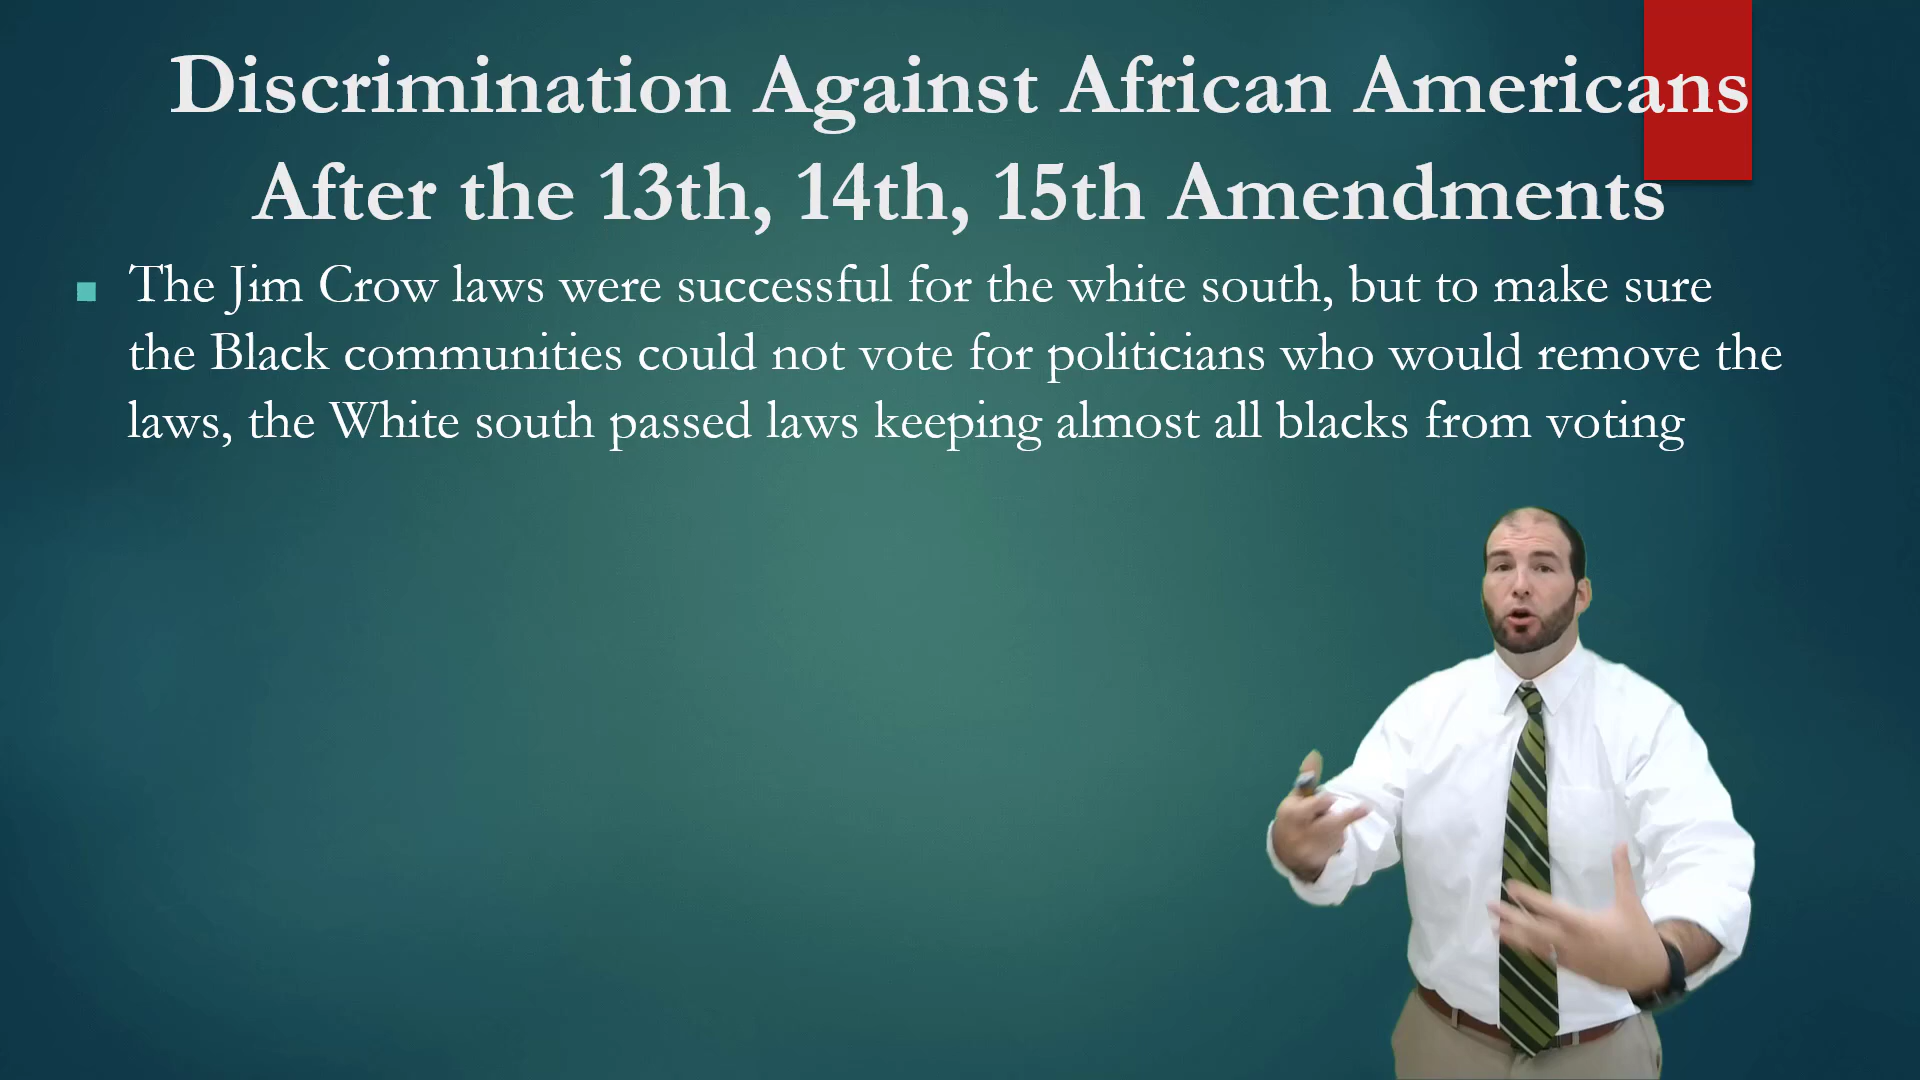 Discrimination Against African Americans
After the 13th, 14th, 15th Amendments
The Jim Crow laws were successful for the white south, but to make sure
the Black communities could not vote for politicians who would remove the
laws, the White south passed laws keeping almost all blacks from voting